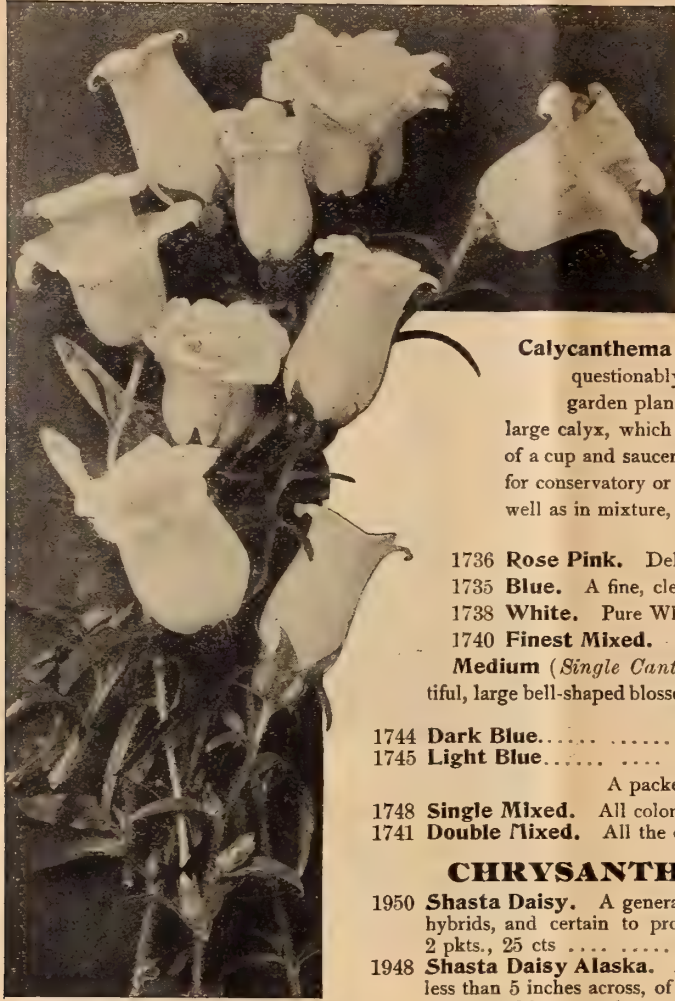 Calycanthema
questionably
garden plan
large calyx, which
of a cup and saucer
for conservatory or
well as in mixture,
1736 Rose Pink. Del
1735 Blue. A fine, cle
1738 White. Pure Wh
1740 Finest Mixed.
Medium (Single Cant
tiful, large bell-shaped blosso
1744 Dark Blue...... ......
1745 Light Blue...... ....
A packe
1748 Single Mixed. All color
1741 Double Mixed. All the c
CHRYSANTH
1950 Shasta Daisy. A genera
hybrids, and certain to pro
2 pkts., 25 cts .... .....
1948 Shasta Daisy Alaska.
less than 5 inches across, of